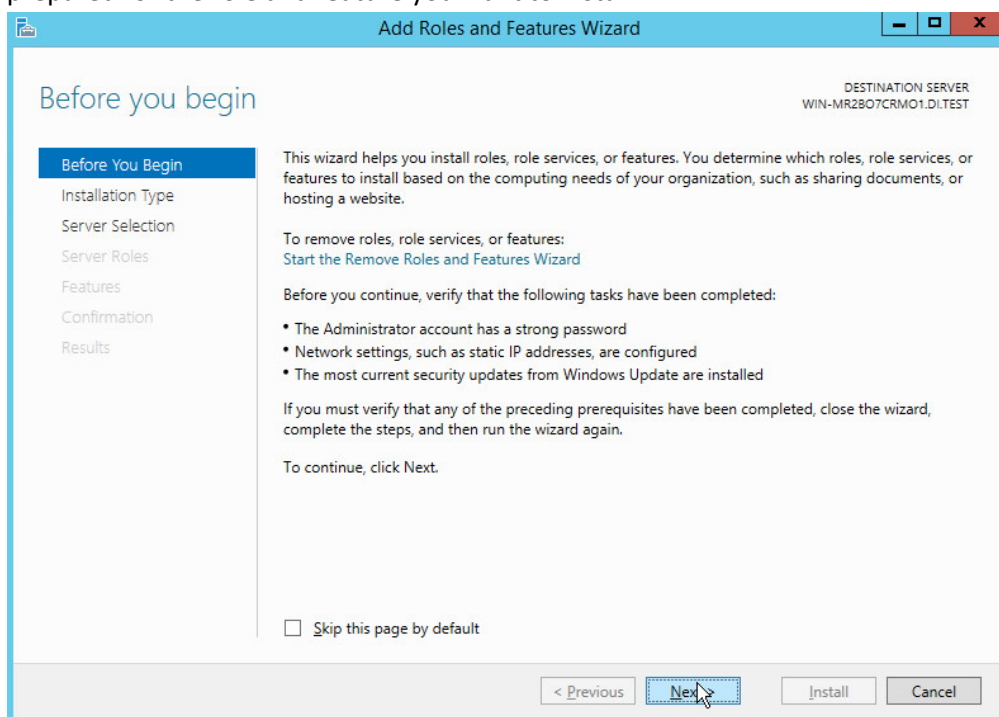 Add Roles and Features Wizard
x
Before you begin
DESTINATION SERVER
WIN-MR2BO7CRMO1.DI.TEST
Before You Begin
Installation Type
Server Selection
Server Roles
Features
Confirmation
Results
This wizard helps you install roles, role services, or features. You determine which roles, role services, or
features to install based on the computing needs of your organization, such as sharing documents, or
hosting a website.
To remove roles, role services, or features:
Start the Remove Roles and Features Wizard
Before you continue, verify that the following tasks have been completed:
• The Administrator account has a strong password
• Network settings, such as static IP addresses, are configured
• The most current security updates from Windows Update are installed
If you must verify that any of the preceding prerequisites have been completed, close the wizard,
complete the steps, and then run the wizard again.
To continue, click Next.
Skip this page by default
< Previous
Next >
Install
Cancel